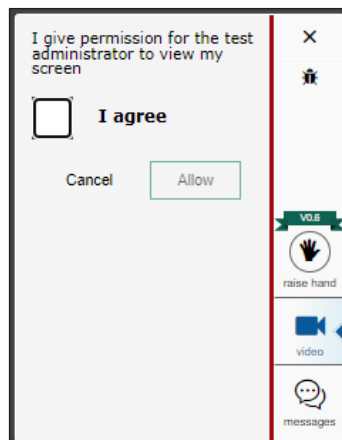 I give permission for the test
administrator to view my
screen
I agree
Cancel
Allow
V0.6
raise hand
video
messages